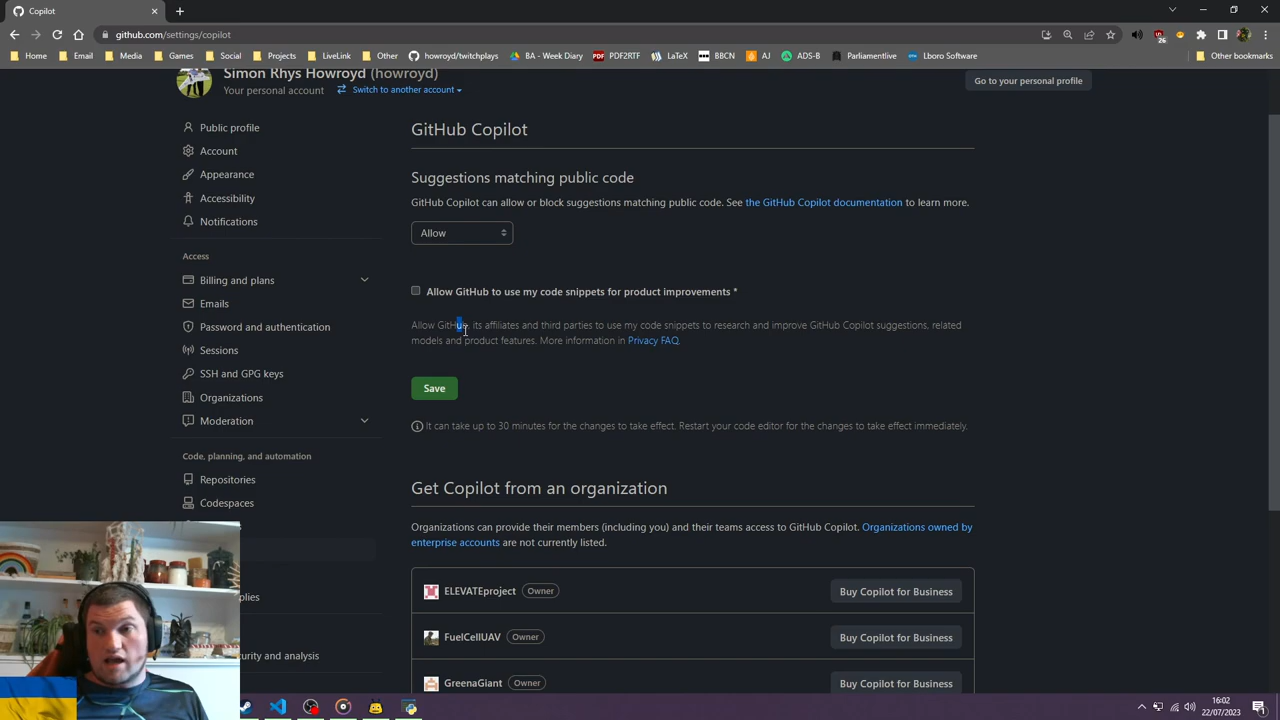 Copilot
github.com/settings/copilot
Home
Email
Modules
Social
Projects
LiveLink
Other
howroyd/twitchplays
BA - Week Diary
PDF2RTF
LaTeX
BBCN
AJ
ADS-B
Parliamentive
Lboro Software
Other bookmarks
Simon Rhys Howroyd (howroyd)
Your personal account
Switch to another account
Go to your personal profile
Public profile
Account
Appearance
Accessibility
Notifications
Access
Billing and plans
Emails
Password and authentication
Sessions
SSH and GPG keys
Organizations
Moderation
Code, planning, and automation
Repositories
Codespaces
plies
curity and analysis
GitHub Copilot
Suggestions matching public code
GitHub Copilot can allow or block suggestions matching public code. See the GitHub Copilot documentation to learn more.
Allow
Allow GitHub to use my code snippets for product improvements *
Allow GitHub, its affiliates and third parties to use my code snippets to research and improve GitHub Copilot suggestions, related
models and product features. More information in Privacy FAQ.
Save
It can take up to 30 minutes for the changes to take effect. Restart your code editor for the changes to take effect immediately.
Get Copilot from an organization
Organizations can provide their members (including you) and their teams access to GitHub Copilot. Organizations owned by
enterprise accounts are not currently listed.
ELEVATEproject Owner
Buy Copilot for Business
FuelCellUAV Owner
Buy Copilot for Business
GreenaGiant Owner
Buy Copilot for Business
16:02
22/07/2023